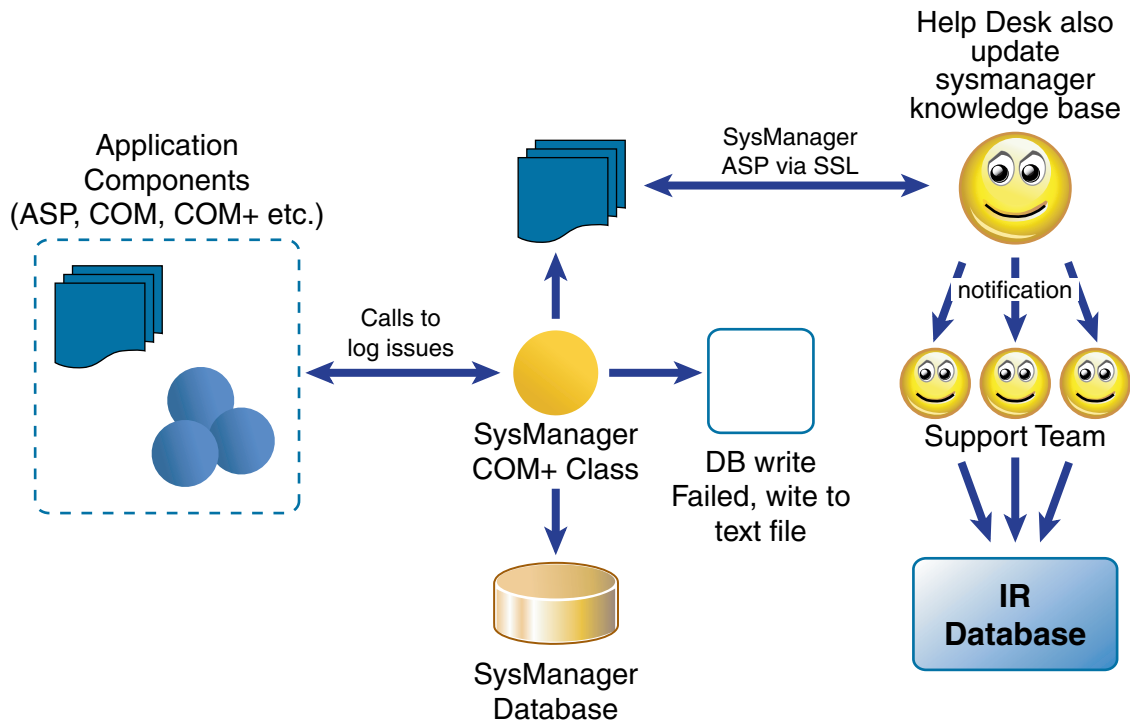 Application
Components
(ASP, COM, COM+ etc.)
Calls to
log issues
SysManager
COM+ Class
SysManager
Database
DB write
Failed, wite to
text file
SysManager
ASP via SSL
Help Desk also
update
sysmanager
knowledge base
notification
Support Team
IR
Database